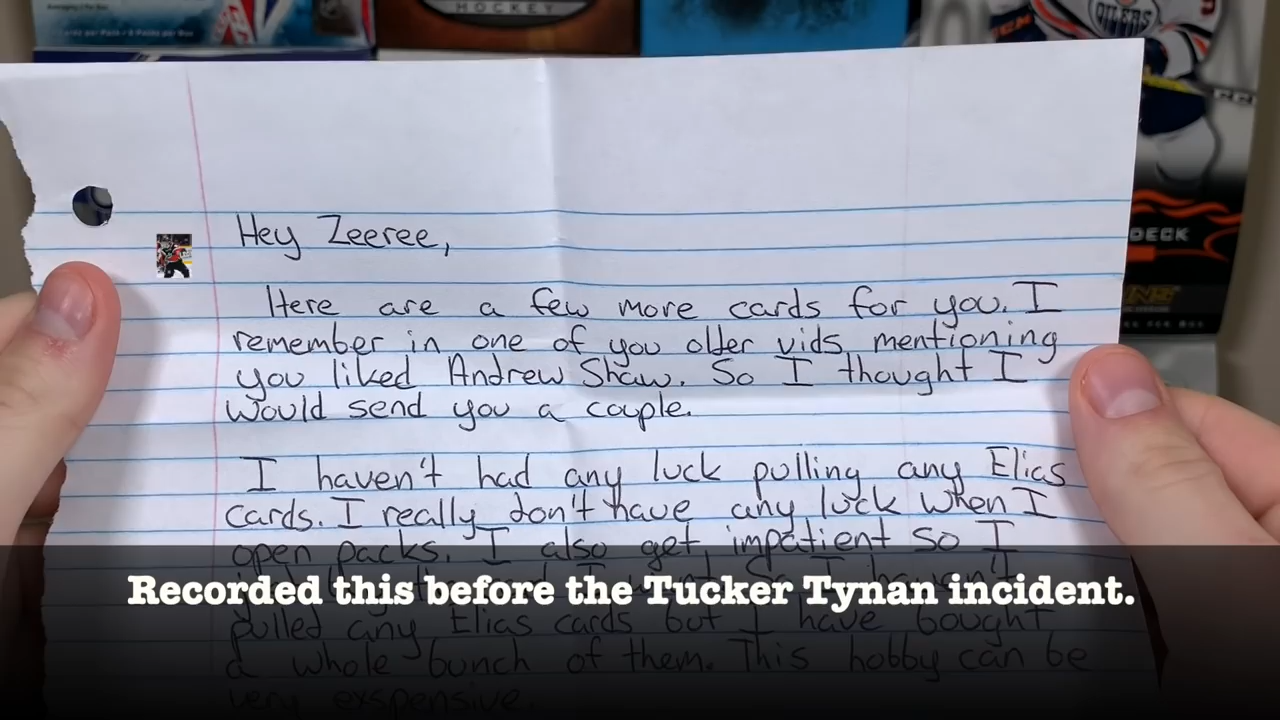 HOCKEY
OILERS
DECK
Hey Zeeree,
Here are a few more cards for you. I
remember in one of you older vids mentioning
you liked Andrew Shaw. So I thought I
would send you a couple.
I haven't had any luck pulling any Elias
cards. I really don't have any luck when I
open packs. I also get impatient so I
Recorded this before the Tucker Tynan incident.
pulled any Elias cards but I have bought
a whole bunch of them. This hobby can be
very exspensive.